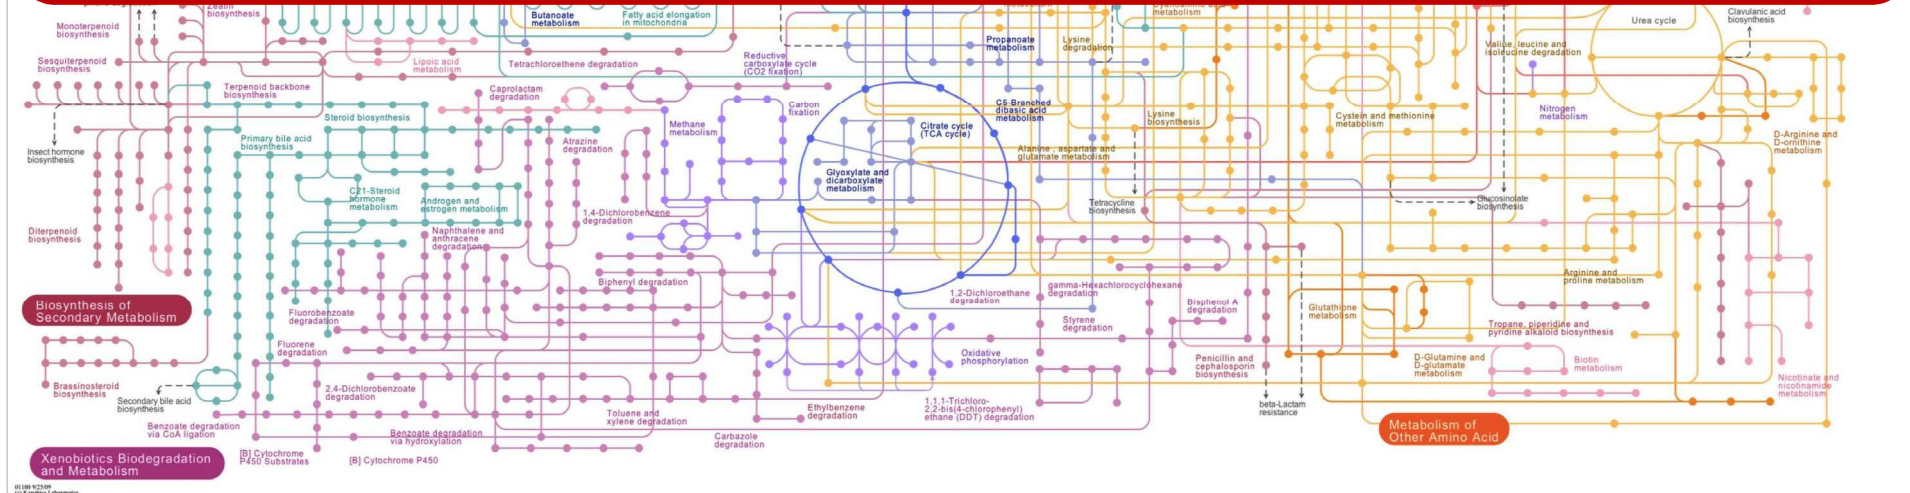 Zeatin
biosynthesis
Monoterpenoid
biosynthesis
Butanoate
metabolism
Fatty acid elongation
in mitochondria
Propanoate
metabolism
Lysine
degradation
Valine, leucine and
isoleucine degradation
Urea cycle
Clavulanic acid
biosynthesis
Sesquiterpenoid
biosynthesis
Lipoic acid
metabolism
Tetrachloroethene degradation
Reductive
carboxylate cycle
(CO2 fixation)
Terpenoid backbone
biosynthesis
Caprolactam
degradation
Carbon
fixation
C5-Branched
dibasic acid
metabolism
Steroid biosynthesis
Methane
metabolism
Citrate cycle
(TCA cycle)
Lysine
biosynthesis
Cystein and methionine
metabolism
Nitrogen
metabolism
Primary bile acid
biosynthesis
Atrazine
degradation
Alanine , aspartate and
glutamate metabolism
D-Arginine and
D-ornithine
metabolism
Insect hormone
biosynthesis
Glyoxylate and
dicarboxylate
metabolism
C21-Steroid
hormone
metabolism
Androgen and
estrogen metabolism
1,4-Dichlorobenzene
degradation
Tetracycline
biosynthesis
Glucosinolate
biosynthesis
Diterpenoid
biosynthesis
Naphthalene and
anthracene
degradation
Biphenyl degradation
1,2-Dichloroethane
degradation
gamma-Hexachlorocyclohexane
degradation
Arginine and
proline metabolism
Biosynthesis of
Secondary Metabolism
Fluorobenzoate
degradation
Bisphenol A
degradation
Styrene
degradation
Glutathione
metabolism
Tropane, piperidine and
pyridine alkaloid biosynthesis
Fluorene
degradation
Oxidative
phosphorylation
Penicillin and
cephalosporin
biosynthesis
D-Glutamine and
D-glutamate
metabolism
Biotin
metabolism
Nicotinate and
nicotinamide
metabolism
Brassinosteroid
biosynthesis
Secondary bile acid
biosynthesis
2,4-Dichlorobenzoate
degradation
Toluene and
xylene degradation
Ethylbenzene
degradation
1,1,1-Trichloro-
2,2-bis(4-chlorophenyl)
ethane (DDT) degradation
beta-Lactam
resistance
Benzoate degradation
via CoA ligation
Benzoate degradation
via hydroxylation
Carbazole
degradation
Metabolism of
Other Amino Acid
Xenobiotics Biodegradation
and Metabolism
[B] Cytochrome
P450 Substrates
[B] Cytochrome P450
01100 9/25/09